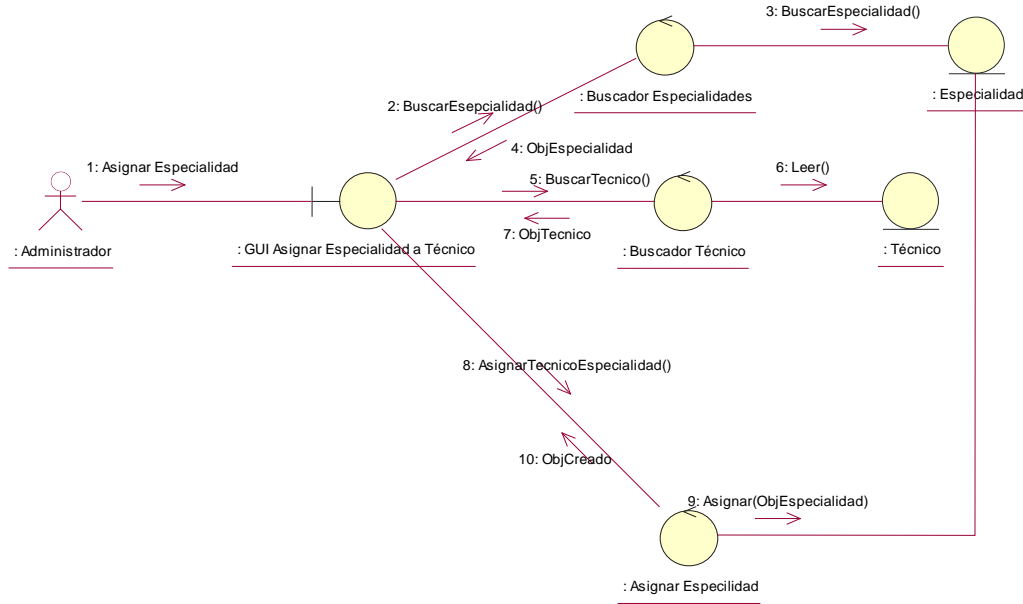 3: BuscarEspecialidad()
: Buscador Especialidades
: Especialidad
2: BuscarEsepcialidad()
4: ObjEspecialidad
1: Asignar Especialidad
5: BuscarTecnico()
6: Leer()
7: ObjTecnico
: Administrador
: GUI Asignar Especialidad a Técnico
: Buscador Técnico
: Técnico
8: AsignarTecnicoEspecialidad()
10: ObjCreado
9: Asignar(ObjEspecialidad)
: Asignar Especilidad